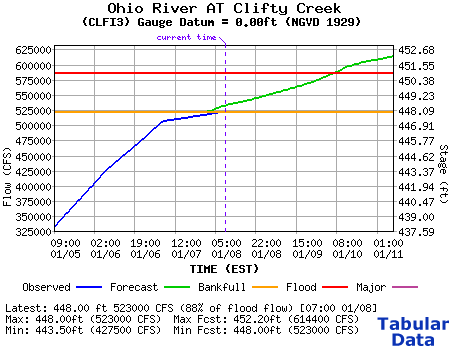 Ohio River AT Clifty Creek
(CLFI3) Gauge Datum = 0.00ft (NGVD 1929)
current time
625000
600000
575000
550000
525000
500000
475000
450000
425000
400000
375000
350000
325000
Flow (CFS)
452.68
451.55
450.38
449.23
448.09
446.91
445.77
444.62
443.37
441.94
440.47
439.00
437.59
Stage (ft)
09:00 02:00 19:00 12:00 05:00 22:00 15:00 08:00 01:00
01/05 01/06 01/06 01/07 01/08 01/08 01/09 01/10 01/11
TIME (EST)
Observed Forecast Bankfull Flood Major
Latest: 448.00 ft 523000 CFS (88% of flood flow) [07:00 01/08]
Max: 448.00ft (523000 CFS) Max Fcst: 452.20ft (614400 CFS)
Min: 443.50ft (427500 CFS) Min Fcst: 448.00ft (523000 CFS)
Tabular
Data